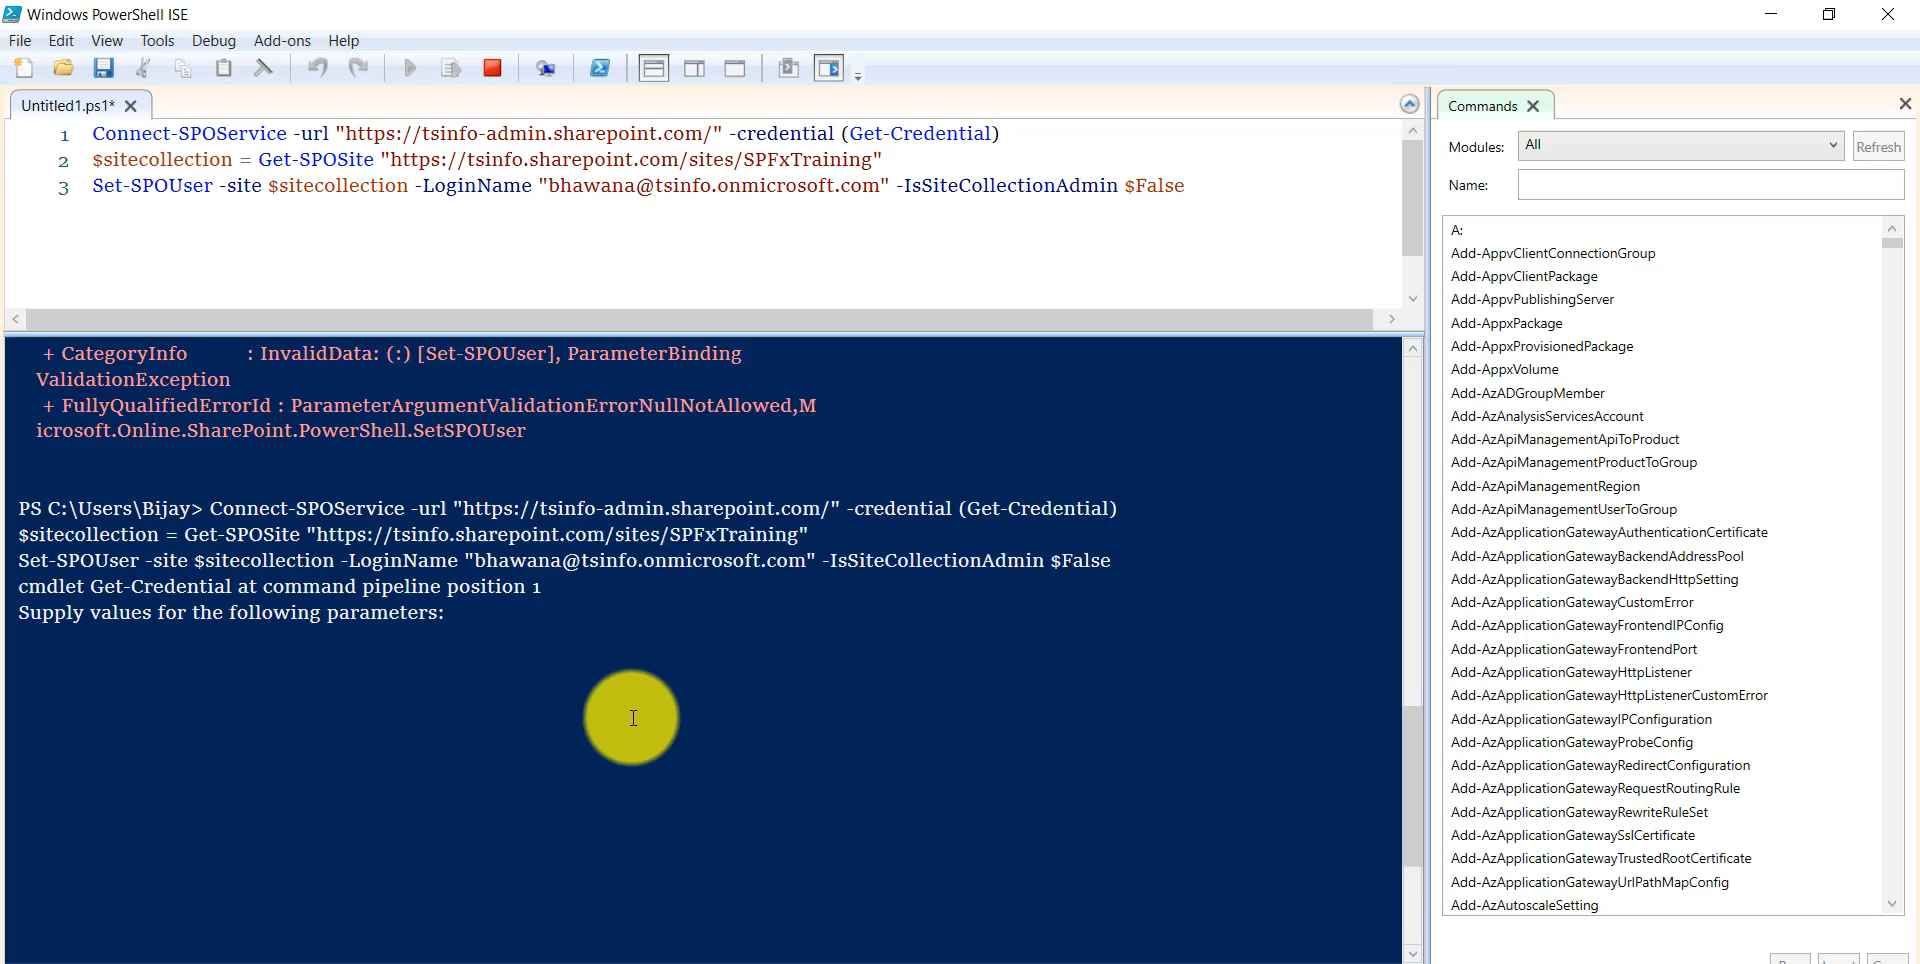 Windows PowerShell ISE
File Edit View Tools Debug Add-ons Help
Untitled1.ps1*
1 Connect-SPOService -url "https://tsinfo-admin.sharepoint.com/" -credential (Get-Credential)
2 $sitecollection = Get-SPOSite "https://tsinfo.sharepoint.com/sites/SPFxTraining"
3 Set-SPOUser -site $sitecollection -LoginName "bhawana@tsinfo.onmicrosoft.com" -IsSiteCollectionAdmin $False
+ CategoryInfo : InvalidData: (:) [Set-SPOUser], ParameterBinding
ValidationException
+ FullyQualifiedErrorId : ParameterArgumentValidationErrorNullNotAllowed,M
icrosoft.Online.SharePoint.PowerShell.SetSPOUser
PS C:\Users\Bijay> Connect-SPOService -url "https://tsinfo-admin.sharepoint.com/" -credential (Get-Credential)
$sitecollection = Get-SPOSite "https://tsinfo.sharepoint.com/sites/SPFxTraining"
Set-SPOUser -site $sitecollection -LoginName "bhawana@tsinfo.onmicrosoft.com" -IsSiteCollectionAdmin $False
cmdlet Get-Credential at command pipeline position 1
Supply values for the following parameters:
Commands
Modules: All Refresh
Name:
A:
Add-AppvClientConnectionGroup
Add-AppvClientPackage
Add-AppvPublishingServer
Add-AppxPackage
Add-AppxProvisionedPackage
Add-AppxVolume
Add-AzADGroupMember
Add-AzAnalysisServicesAccount
Add-AzApiManagementApiToProduct
Add-AzApiManagementProductToGroup
Add-AzApiManagementRegion
Add-AzApiManagementUserToGroup
Add-AzApplicationGatewayAuthenticationCertificate
Add-AzApplicationGatewayBackendAddressPool
Add-AzApplicationGatewayBackendHttpSetting
Add-AzApplicationGatewayCustomError
Add-AzApplicationGatewayFrontendIPConfig
Add-AzApplicationGatewayFrontendPort
Add-AzApplicationGatewayHttpListener
Add-AzApplicationGatewayHttpListenerCustomError
Add-AzApplicationGatewayIPConfiguration
Add-AzApplicationGatewayProbeConfig
Add-AzApplicationGatewayRedirectConfiguration
Add-AzApplicationGatewayRequestRoutingRule
Add-AzApplicationGatewayRewriteRuleSet
Add-AzApplicationGatewaySslCertificate
Add-AzApplicationGatewayTrustedRootCertificate
Add-AzApplicationGatewayUrlPathMapConfig
Add-AzAutoscaleSetting